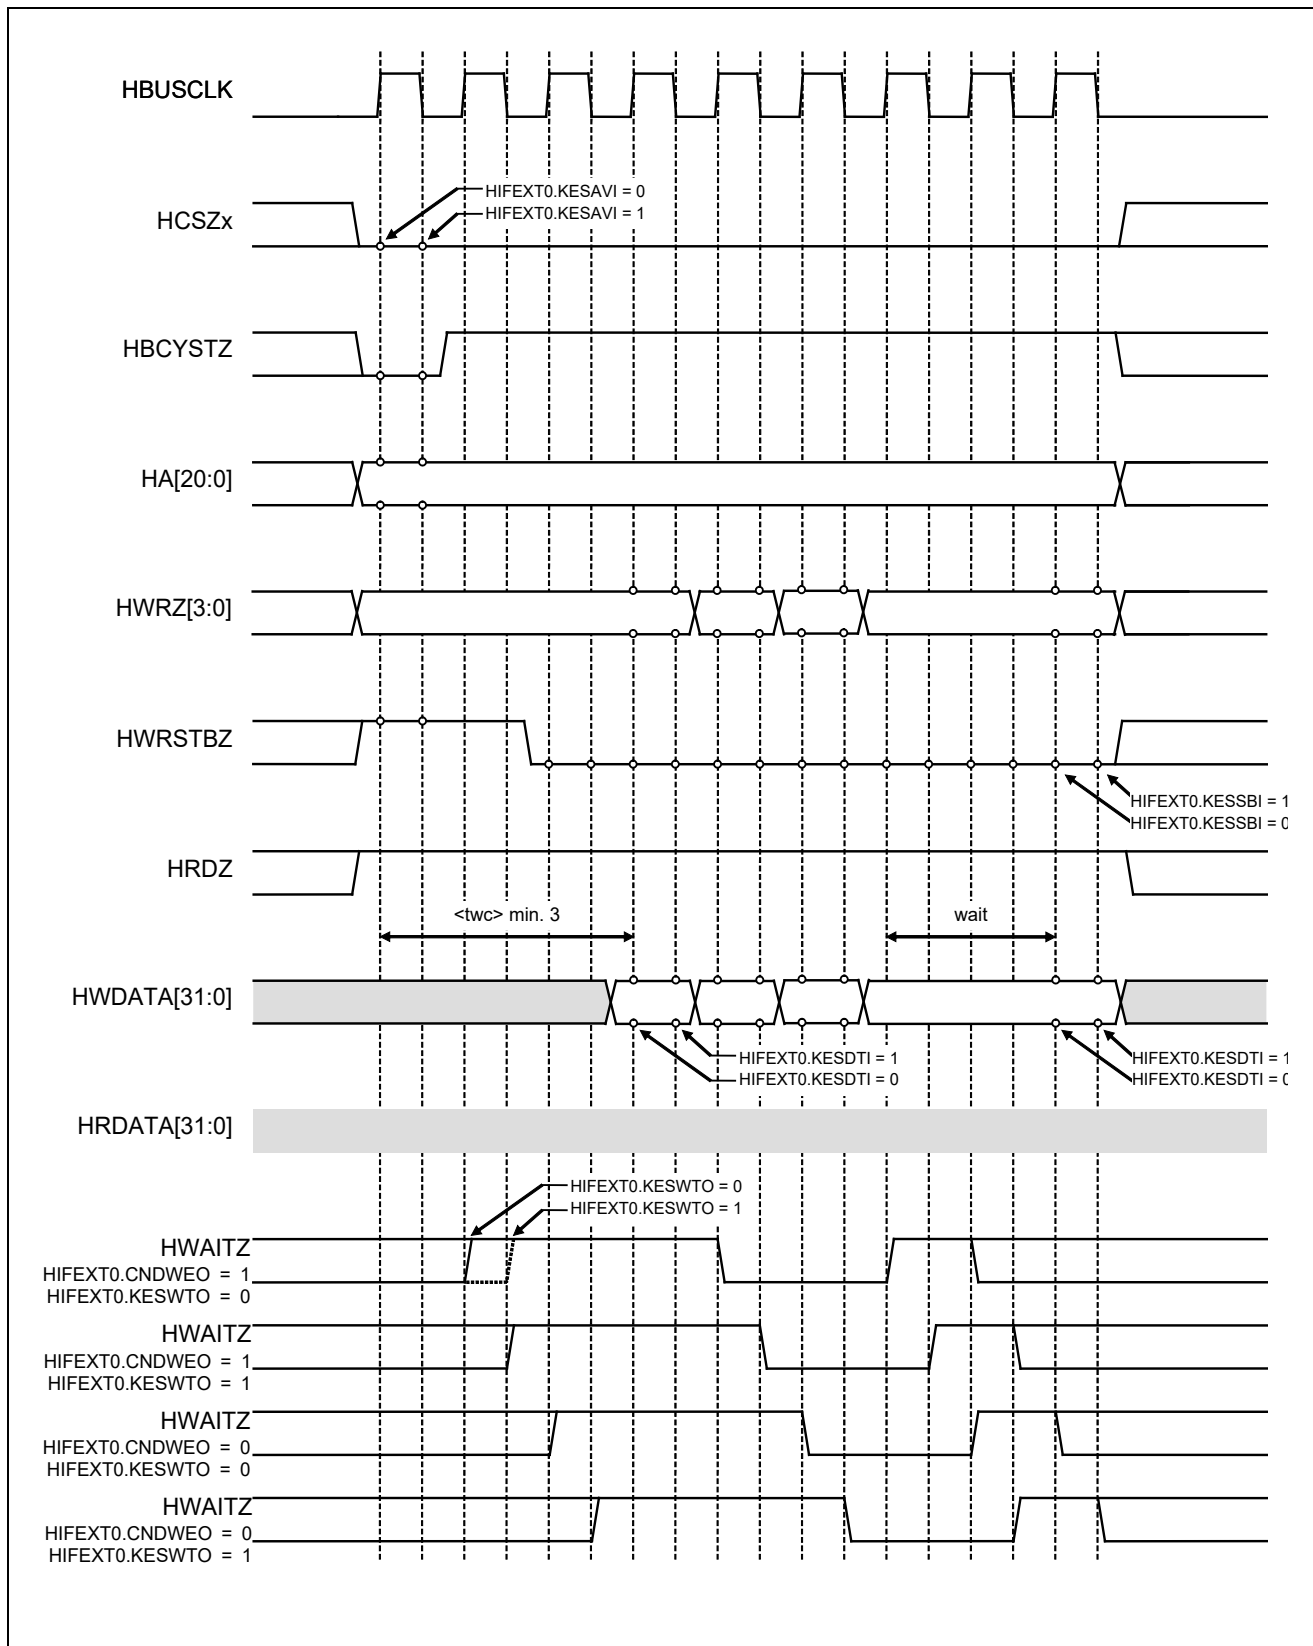 HBUSCLK
HIFEXT0.KESAVI = 0
HCSZx
HIFEXT0.KESAVI = 1
HBCYSTZ
HA[20:0]
HWRZ[3:0]
HWRSTBZ
HIFEXT0.KESSBI = 1
HIFEXT0.KESSBI = 0
HRDZ
<twc> min. 3
wait
HWDATA[31:0]
HIFEXT0.KESDTI = 1
HIFEXT0.KESDTI = 0
HIFEXT0.KESDTI = 1
HIFEXT0.KESDTI = 0
HRDATA[31:0]
HIFEXT0.KESWTO = 0
HIFEXT0.KESWTO = 1
HWAITZ
HIFEXT0.CNDWEO = 1
HIFEXT0.KESWTO = 0
HWAITZ
HIFEXT0.CNDWEO = 1
HIFEXT0.KESWTO = 1
HWAITZ
HIFEXT0.CNDWEO = 0
HIFEXT0.KESWTO = 0
HWAITZ
HIFEXT0.CNDWEO = 0
HIFEXT0.KESWTO = 1